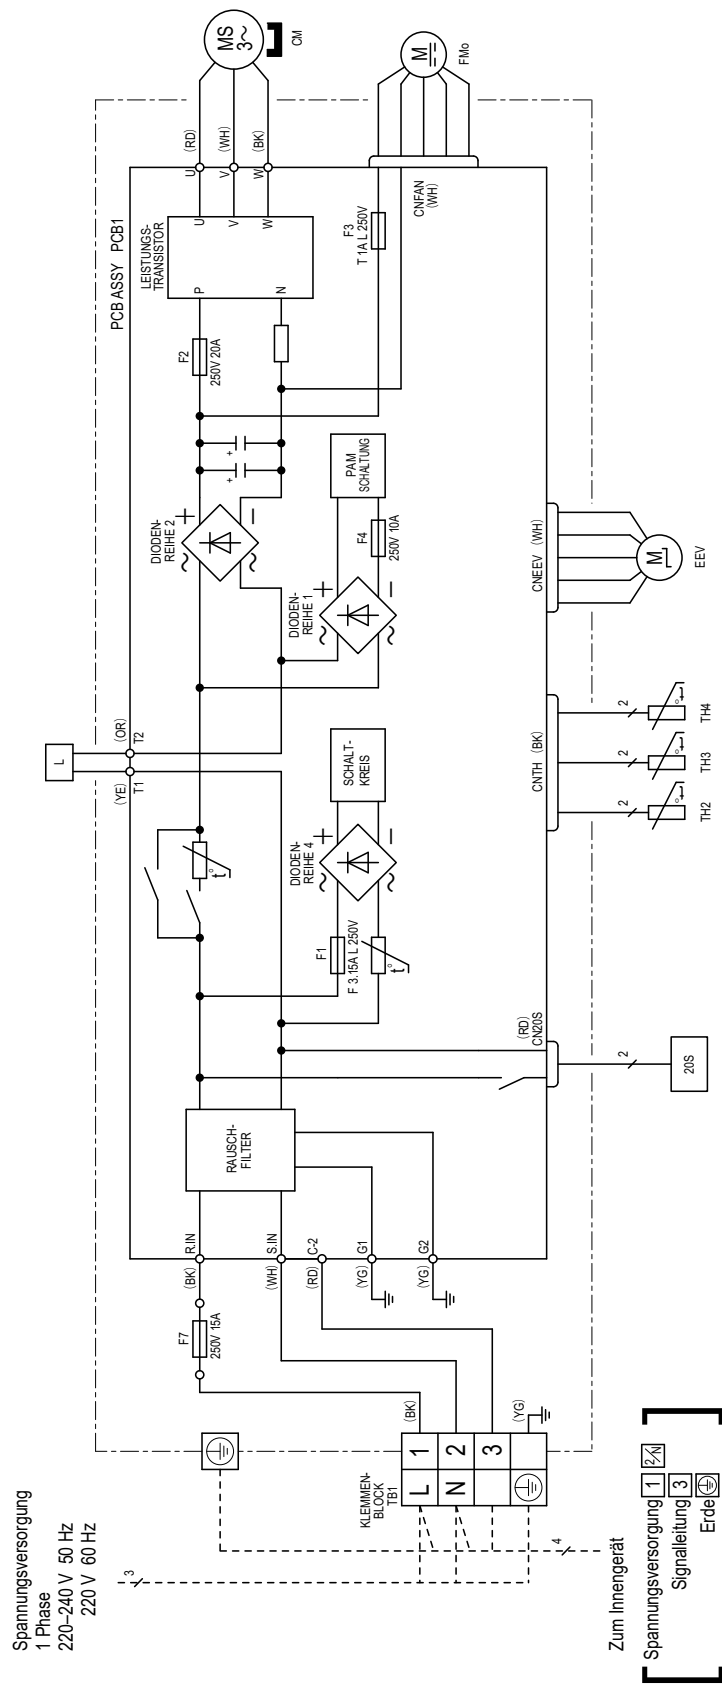 Spannungsversorgung
1 Phase
220–240 V 50 Hz
220 V 60 Hz
3
4
Zum Innengerät
Spannungsversorgung 1 2/N
Signalleitung 3
Erde
KLEMMEN-
BLOCK
TB1
L 1
N 2
3
(BK)
(YG)
F7
250V 15A
(BK)
R.IN
(WH)
S.IN
(RD)
C-2
(YG)
G1
(YG)
G2
RAUSCH-
FILTER
(RD)
CN20S
2
20S
F1
F 3.15A L 250V
t°
DIODEN-
REIHE 4
SCHALT-
KREIS
t°
(YE)
T1
(OR)
T2
L
CNTH (BK)
2
2
2
t°
t°
t°
TH2
TH3
TH4
DIODEN-
REIHE 1
F4
250V 10A
PAM
SCHALTUNG
DIODEN-
REIHE 2
CNEEV (WH)
M
EEV
F2
250V 20A
PCB ASSY PCB1
LEISTUNGS-
TRANSISTOR
P
N
U
V
W
U
V
W
(RD)
(WH)
(BK)
MS
3~
CM
F3
T 1A L 250V
CNFAN
(WH)
M
FMo